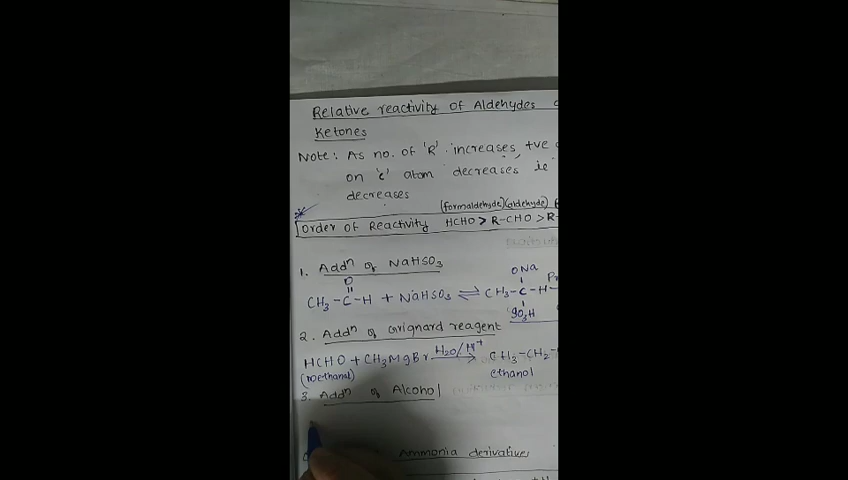 Relative reactivity of Aldehydes
Ketones
Note: As no. of 'R' increases, +ve
on 'c' atom decreases ie
decreases
(formaldehyde) (aldehyde)
Order of Reactivity HCHO > R-CHO > R-
1. Addn of NaHSO3
O ONa
CH3-C-H + NaHSO3 ⇌ CH3-C-H-
SO3H
2. Addn of Grignard reagent
HCHO + CH3MgBr H2O/H+ → CH3-CH2-
(methanal) ethanol
3. Addn of Alcohol
Ammonia derivatives